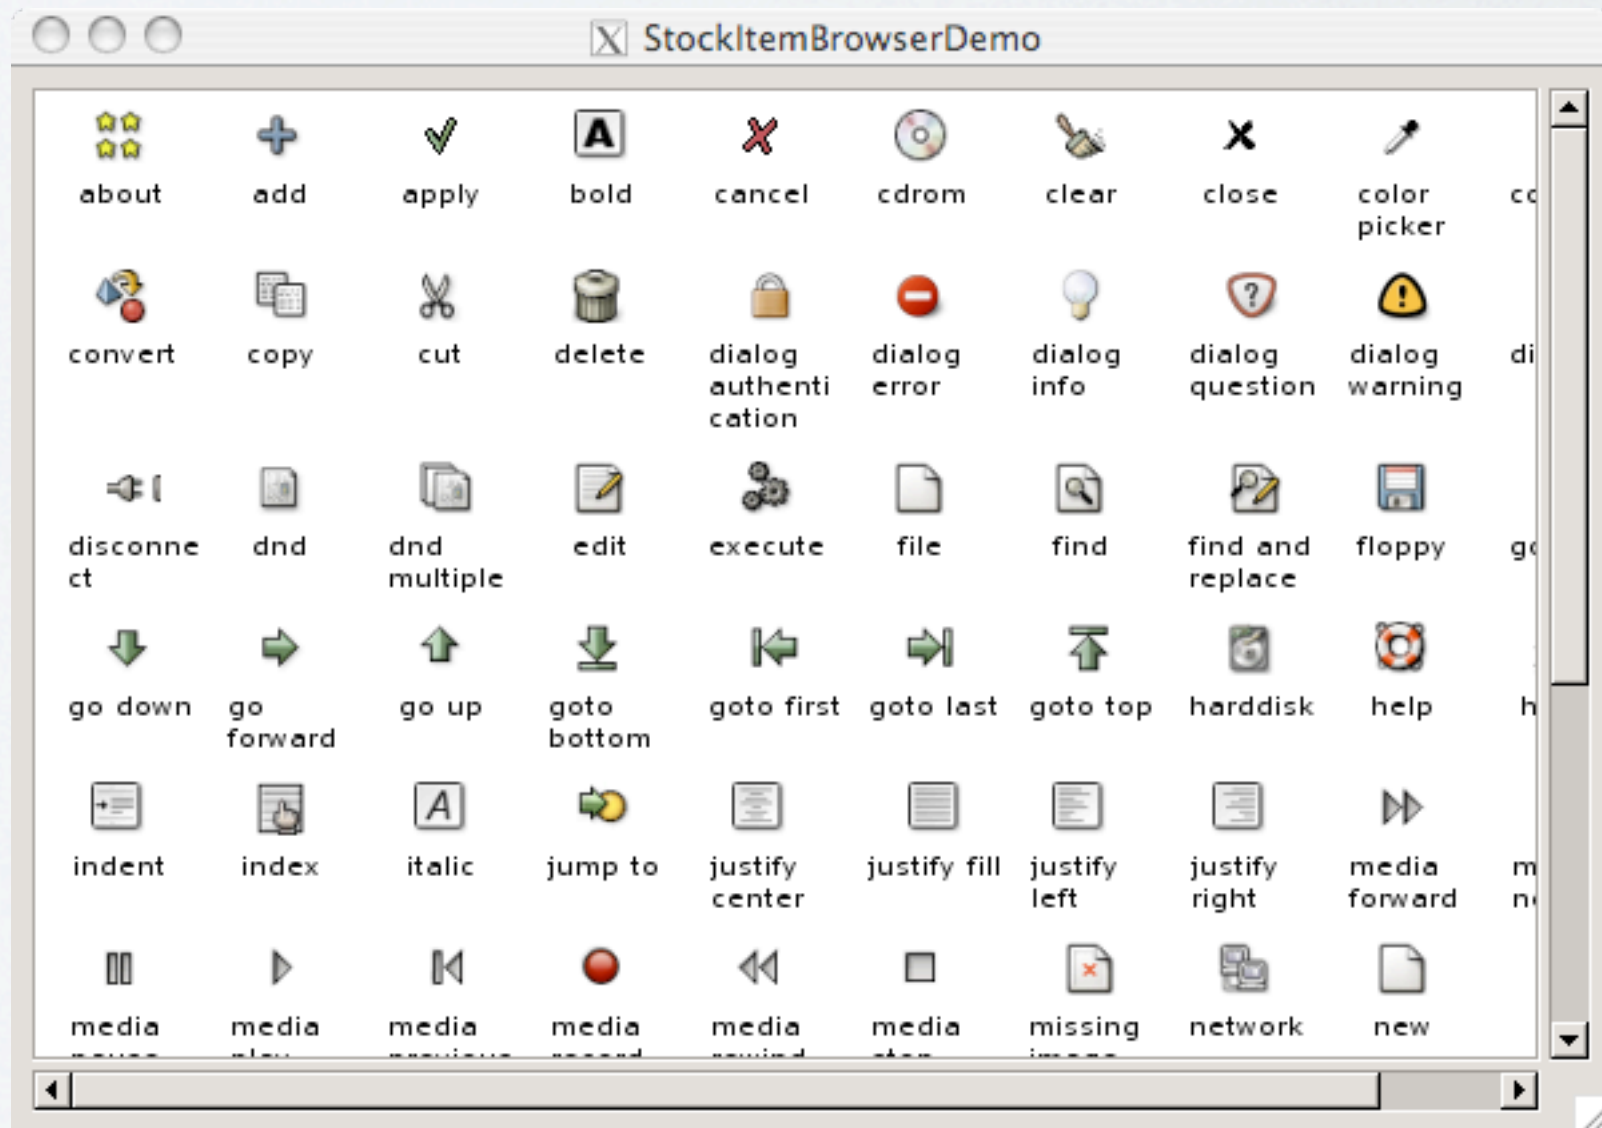 StockItemBrowserDemo
A
about add apply bold cancel cdrom clear close color
picker
convert copy cut delete dialog dialog dialog dialog dialog
authenti error info question warning
cation
disconne dnd dnd edit execute file find find and floppy
ct multiple replace
go down go go up goto goto first goto last goto top harddisk help
forward bottom
A
indent index italic jump to justify justify fill justify justify media
center left right forward
media media media media media media missing network new